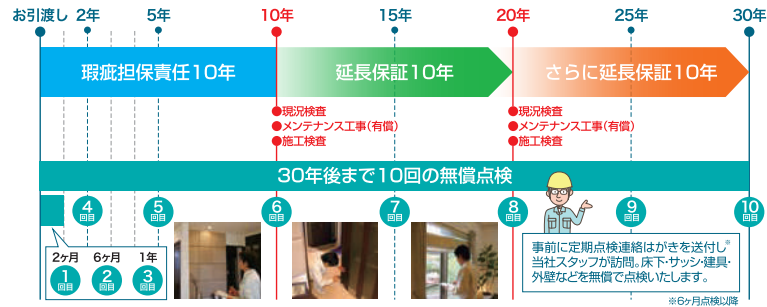 お引渡し 2年 5年 10年 15年 20年 25年 30年
瑕疵担保責任10年 延長保証10年 さらに延長保証10年
●現況検査
●メンテナンス工事(有償)
●施工検査
●現況検査
●メンテナンス工事(有償)
●施工検査
30年後まで10回の無償点検
4回目 5回目 6回目 7回目 8回目 9回目 10回目
2ヶ月 6ヶ月 1年
1回目 2回目 3回目
事前に定期点検連絡はがきを送付し※
当社スタッフが訪問。床下・サッシ・建具・
外壁などを無償で点検いたします。
※6ヶ月点検以降